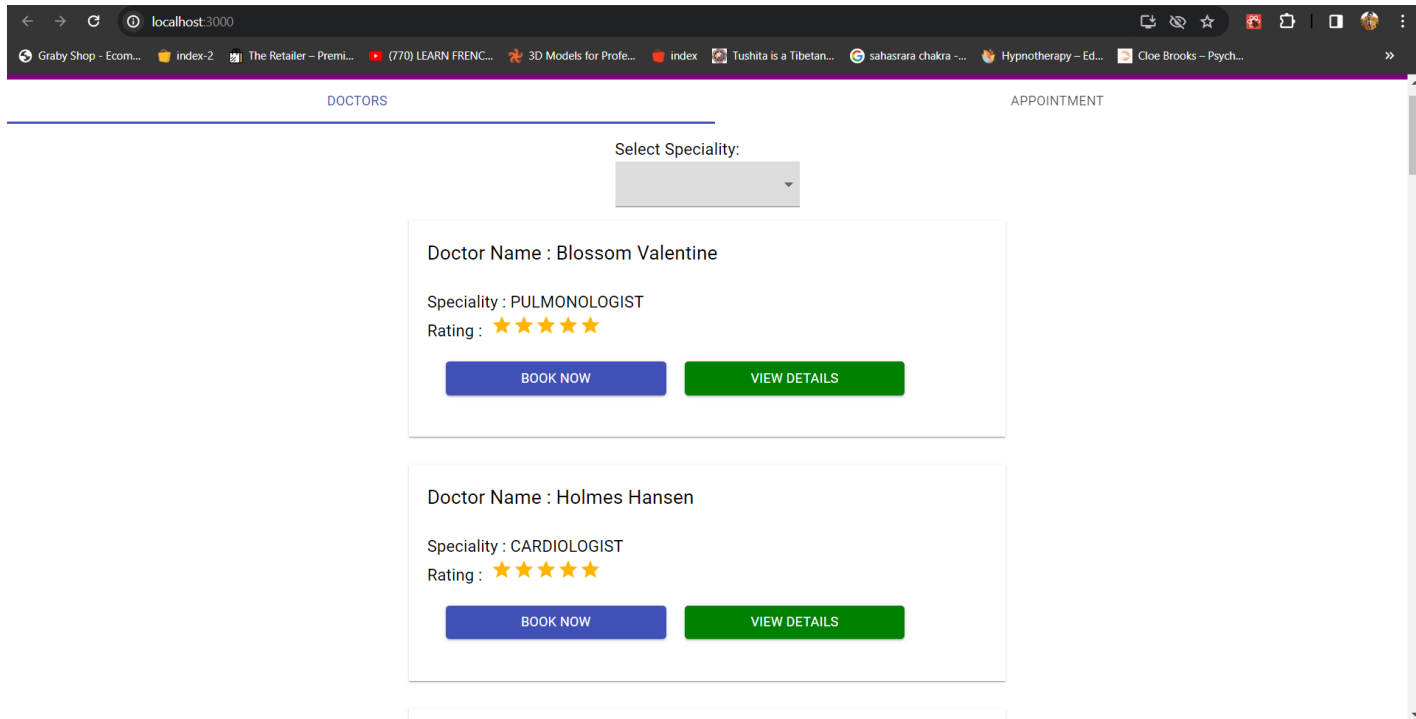 localhost:3000
Graby Shop - Ecom... index-2 The Retailer – Premi... (770) LEARN FRENC... 3D Models for Profe... index Tushita is a Tibetan... sahasrara chakra -... Hypnotherapy – Ed... Cloe Brooks – Psych... »
DOCTORS APPOINTMENT
Select Speciality:
Doctor Name : Blossom Valentine
Speciality : PULMONOLOGIST
Rating :
BOOK NOW VIEW DETAILS
Doctor Name : Holmes Hansen
Speciality : CARDIOLOGIST
Rating :
BOOK NOW VIEW DETAILS